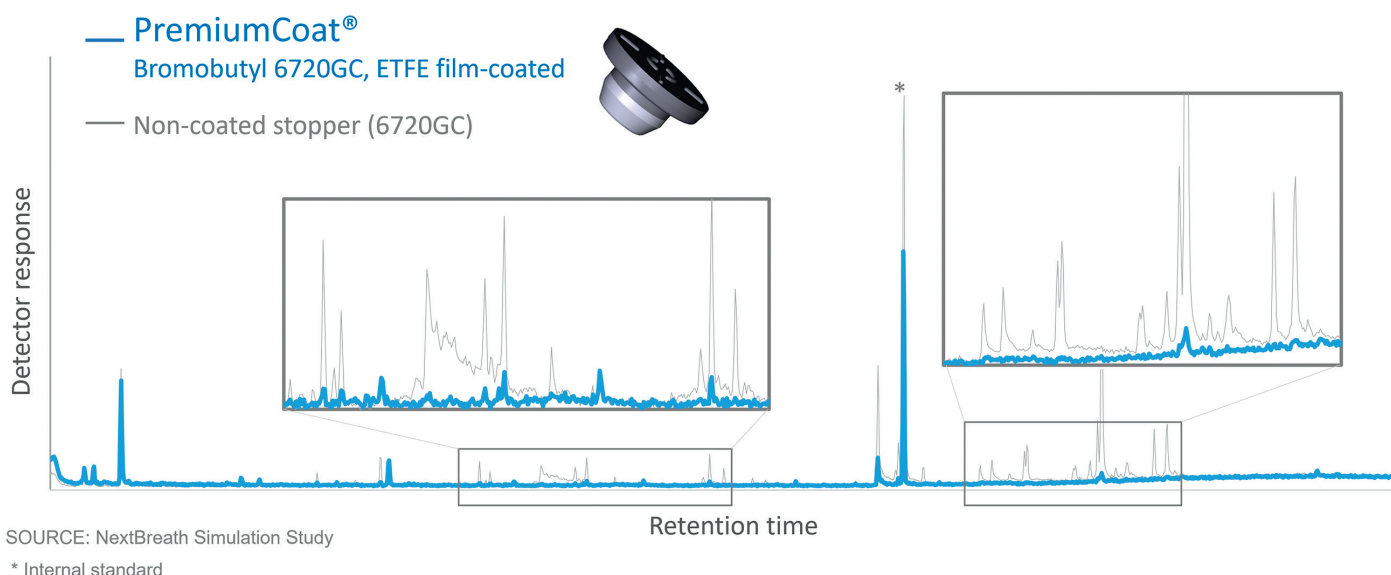 PremiumCoat®
Bromobutyl 6720GC, ETFE film-coated
Non-coated stopper (6720GC)
*
Detector response
Retention time
SOURCE: NextBreath Simulation Study
* Internal standard